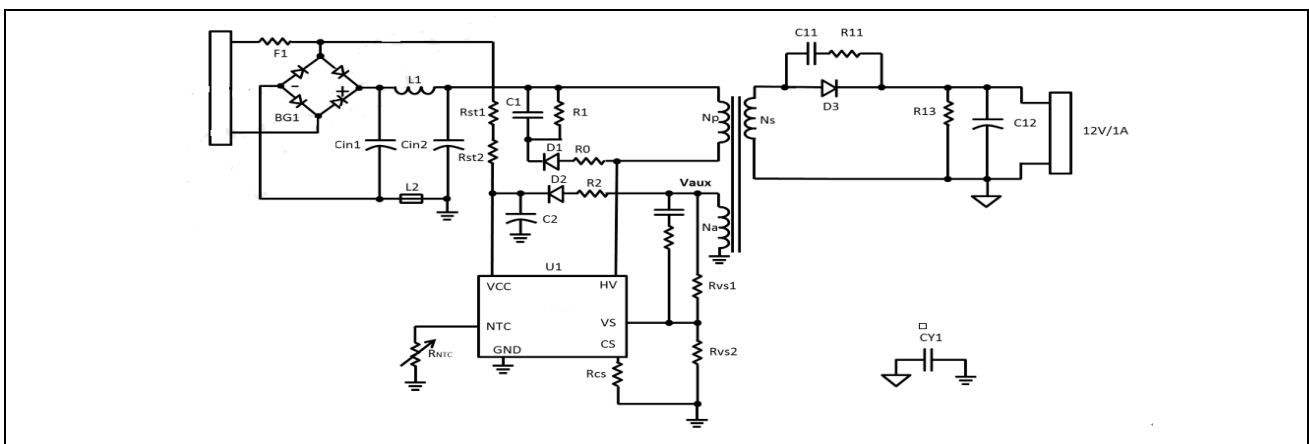 C11 R11
F1
L1
BG1
Rst1
C1
R1
Np
Ns
D3
R13
C12
12V/1A
Cin1 Cin2
Rst2
D1 R0
L2
D2 R2
Vaux
C2
Na
U1
VCC HV
Rvs1
NTC VS
CS
GND
RNTC
Rcs
Rvs2
CY1
- +